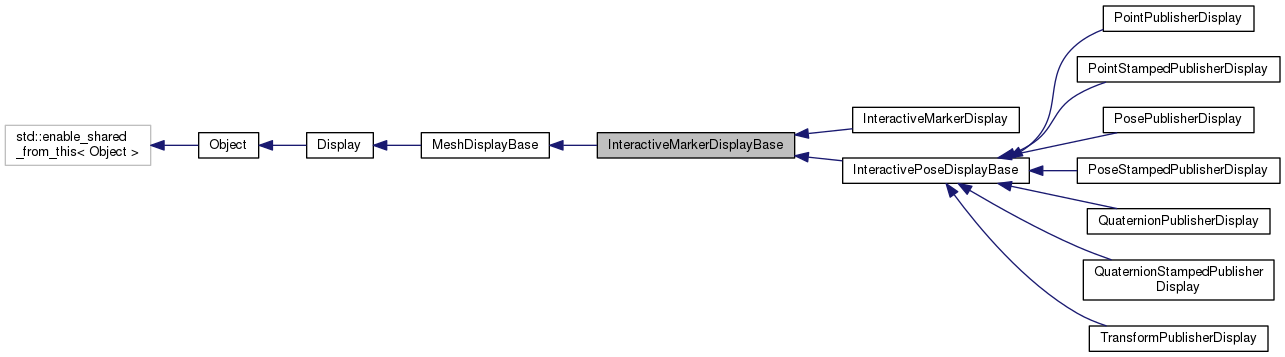 std::enable_shared
_from_this< Object >
Object
Display
MeshDisplayBase
InteractiveMarkerDisplayBase
InteractiveMarkerDisplay
InteractivePoseDisplayBase
PointPublisherDisplay
PointStampedPublisherDisplay
PosePublisherDisplay
PoseStampedPublisherDisplay
QuaternionPublisherDisplay
QuaternionStampedPublisher
Display
TransformPublisherDisplay